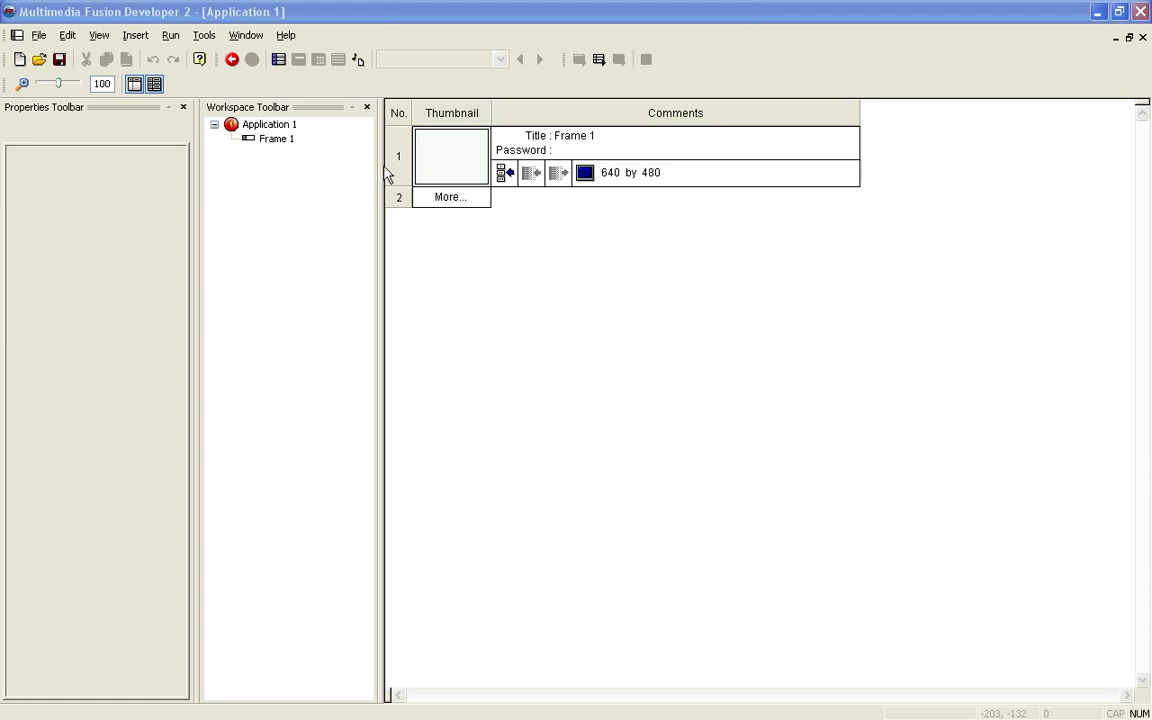 Multimedia Fusion Developer 2 - [Application 1]
File Edit View Insert Run Tools Window Help
100
Properties Toolbar
Workspace Toolbar
Application 1
Frame 1
No. Thumbnail Comments
1
Title : Frame 1
Password :
640 by 480
2 More...
-203, -132 0 CAP NUM